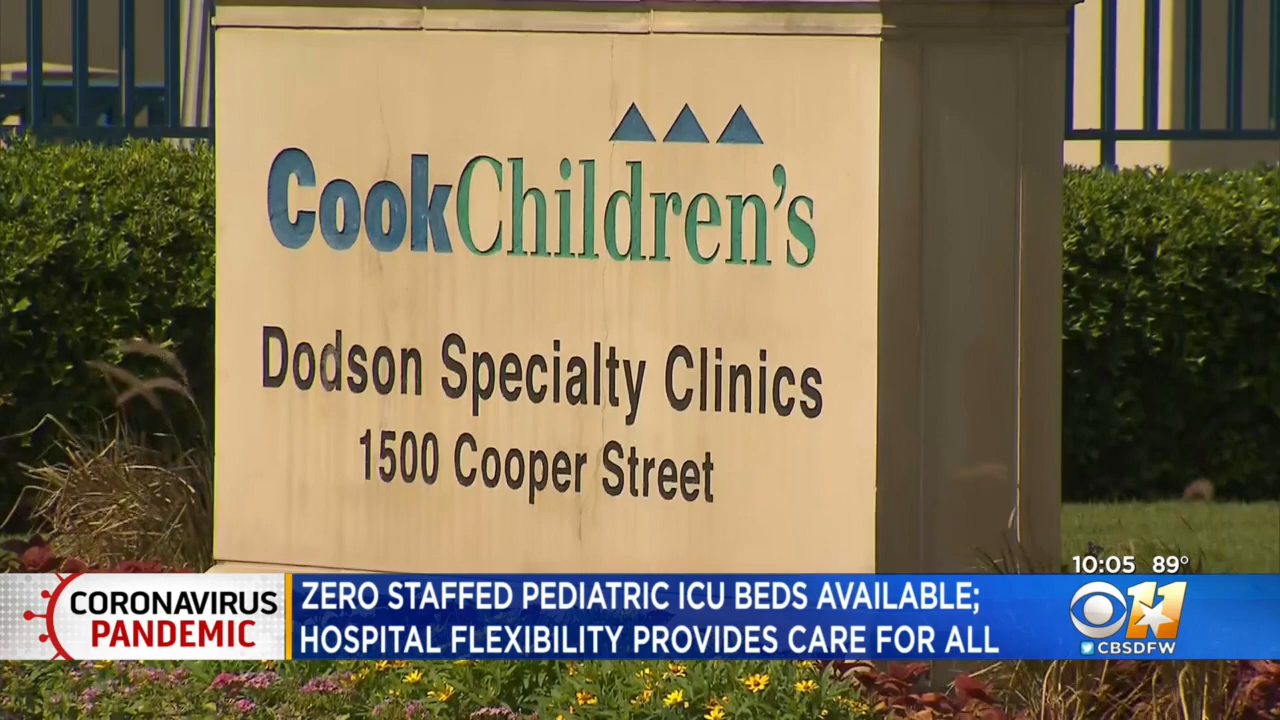 CookChildren's
Dodson Specialty Clinics
1500 Cooper Street
10:05 89°
CORONAVIRUS
PANDEMIC
ZERO STAFFED PEDIATRIC ICU BEDS AVAILABLE;
HOSPITAL FLEXIBILITY PROVIDES CARE FOR ALL
11
CBSDFW